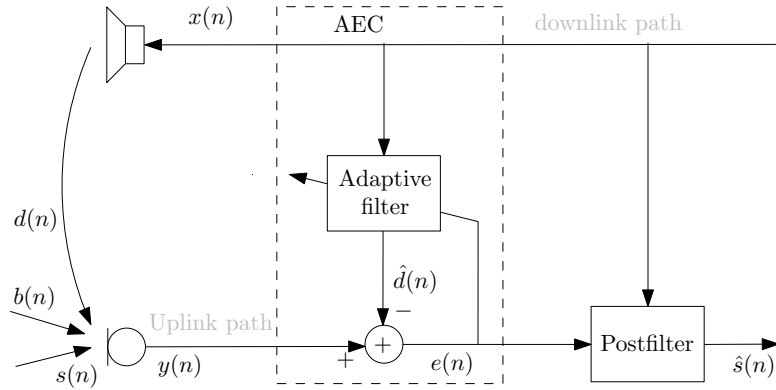 x(n)
AEC
downlink path
Adaptive
filter
d(n)
d̂(n)
b(n)
−
Uplink path
+
Postfilter
s(n)
y(n)
+
e(n)
ŝ(n)